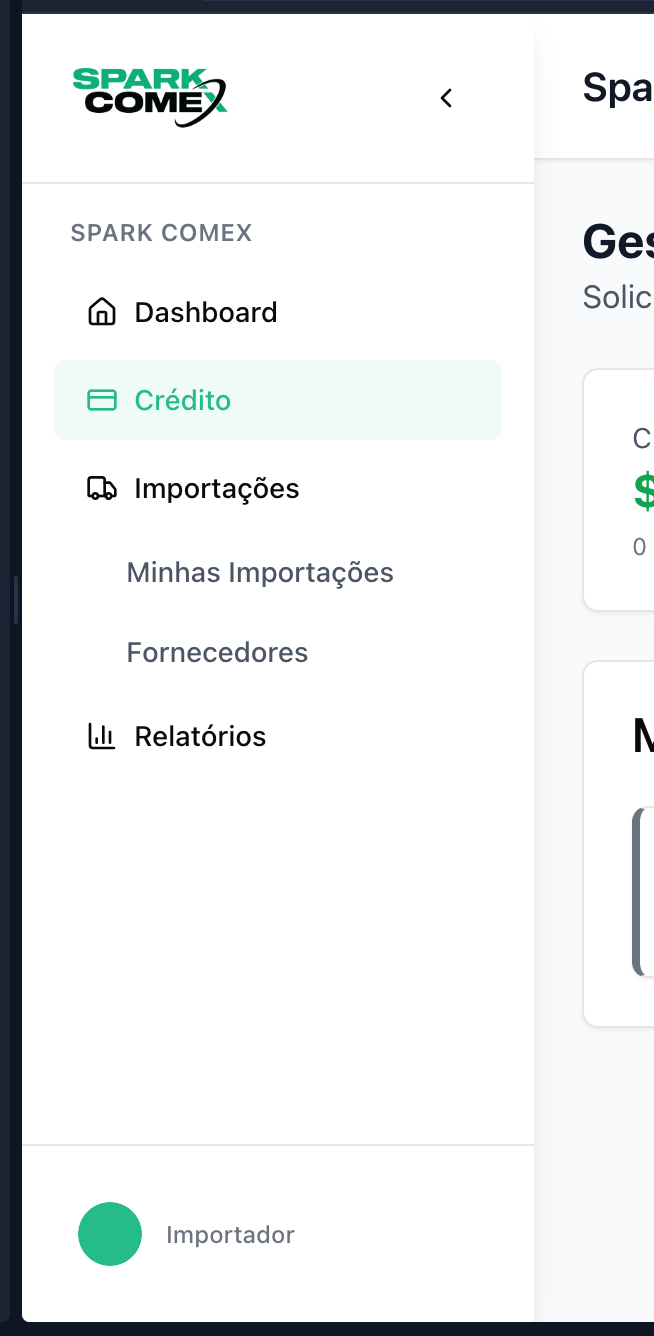 SPARK
COMEX
Spa
SPARK COMEX
Dashboard
Crédito
Importações
Minhas Importações
Fornecedores
Relatórios
Importador
Ges
Solic
C
$
0
M